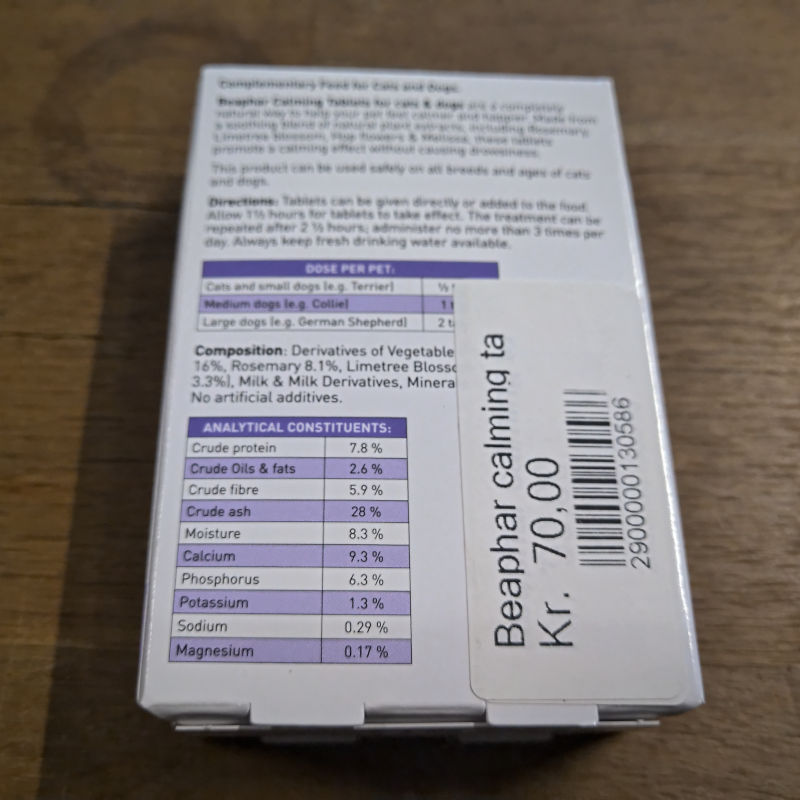 Complementary Feed for Cats and Dogs.
Beaphar Calming Tablets for cats & dogs are a completely
natural way to help your pet feel calmer and happier. Made from
a soothing blend of natural plant extracts, including Rosemary,
Limetree Blossom, Hop flowers & Melissa, these tablets
promote a calming effect without causing drowsiness.
This product can be used safely on all breeds and ages of cats
and dogs.
Directions: Tablets can be given directly or added to the food.
Allow 1½ hours for tablets to take effect. The treatment can be
repeated after 2 ½ hours; administer no more than 3 times per
day. Always keep fresh drinking water available.
DOSE PER PET:
Cats and small dogs (e.g. Terrier) ½
Medium dogs (e.g. Collie) 1
Large dogs (e.g. German Shepherd) 2
Composition: Derivatives of Vegetable
16%, Rosemary 8.1%, Limetree
3.3%), Milk & Milk Derivatives,
No artificial additives.
ANALYTICAL CONSTITUENTS:
Crude protein 7.8 %
Crude Oils & fats 2.6 %
Crude fibre 5.9 %
Crude ash 28 %
Moisture 8.3 %
Calcium 9.3 %
Phosphorus 6.3 %
Potassium 1.3 %
Sodium 0.29 %
Magnesium 0.17 %
Beaphar calming ta
Kr. 70,00
2900000130586